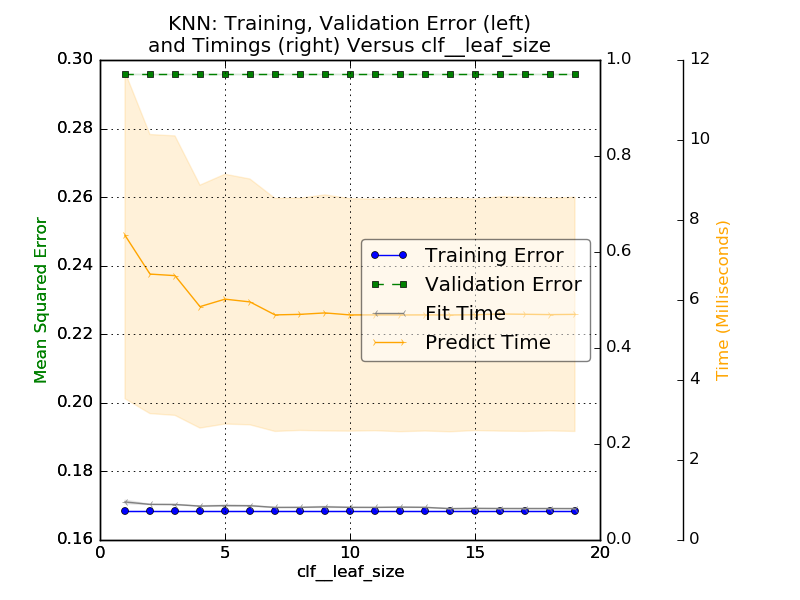 KNN: Training, Validation Error (left)
and Timings (right) Versus clf__leaf_size
Mean Squared Error
0.30
0.28
0.26
0.24
0.22
0.20
0.18
0.16
0
5
10
15
20
clf__leaf_size
1.0
0.8
0.6
0.4
0.2
0.0
12
10
8
6
4
2
0
Time (Milliseconds)
Training Error
Validation Error
Fit Time
Predict Time